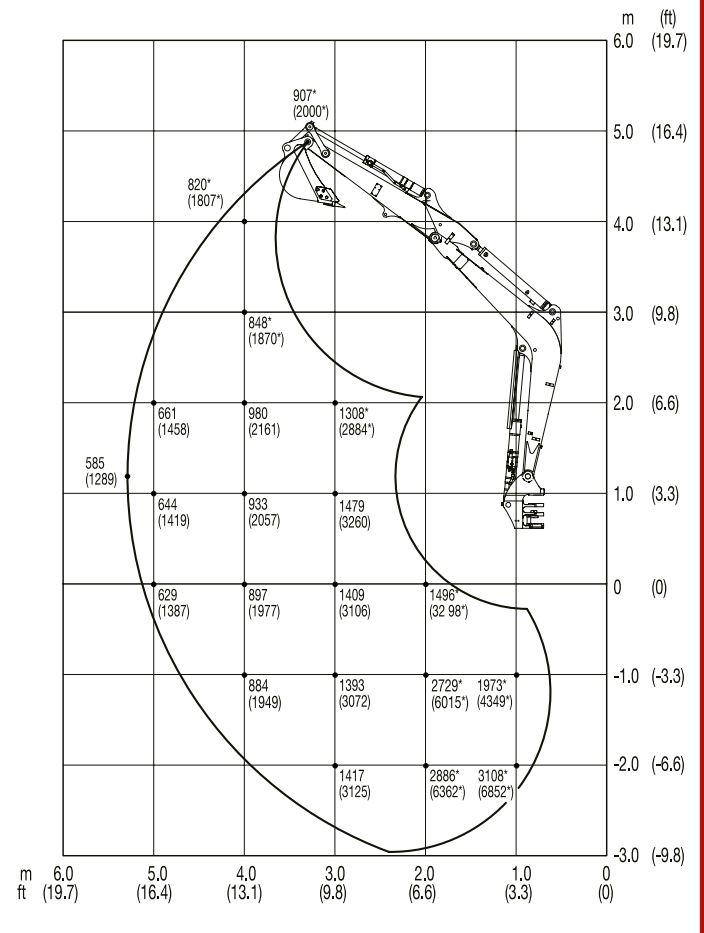 m (ft)
6.0 (19.7)
907*
(2000*)
5.0 (16.4)
820*
(1807*)
4.0 (13.1)
3.0 (9.8)
848*
(1870*)
2.0 (6.6)
661 980 1308*
(1458) (2161) (2884*)
585
(1289)
1.0 (3.3)
644 933 1479
(1419) (2057) (3260)
0 (0)
629 897 1409 1496*
(1387) (1977) (3106) (32 98*)
-1.0 (-3.3)
884 1393 2729* 1973*
(1949) (3072) (6015*) (4349*)
-2.0 (-6.6)
1417 2886* 3108*
(3125) (6362*) (6852*)
-3.0 (-9.8)
m 6.0 5.0 4.0 3.0 2.0 1.0 0
ft (19.7) (16.4) (13.1) (9.8) (6.6) (3.3) (0)